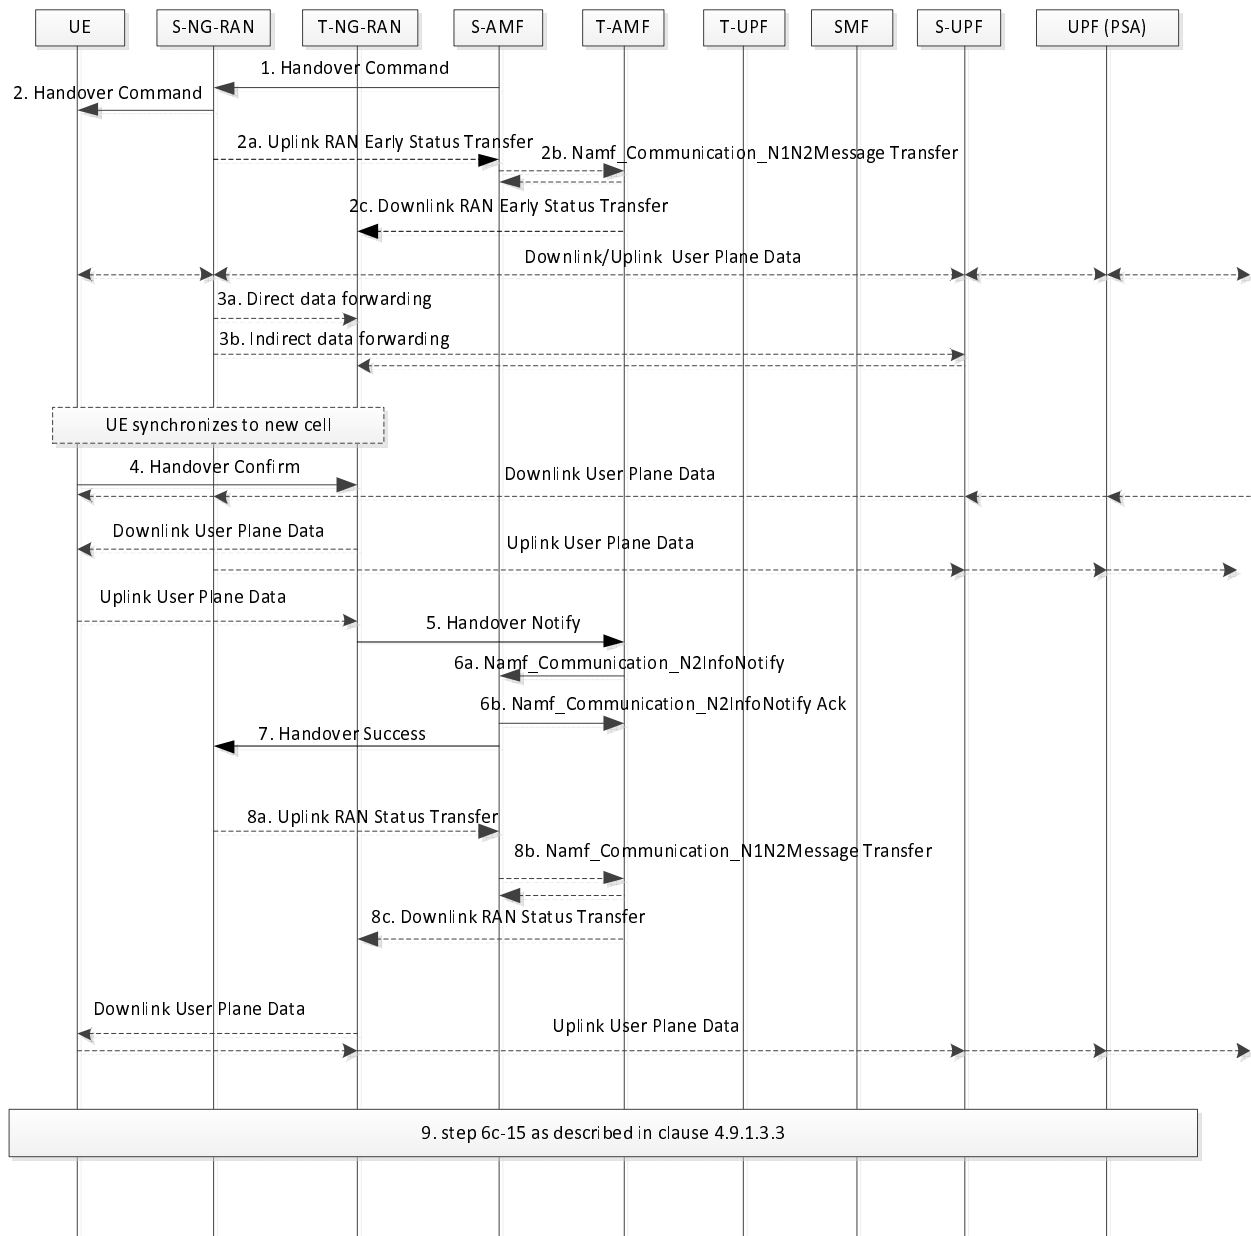 UE
S-NG-RAN
T-NG-RAN
S-AMF
T-AMF
T-UPF
SMF
S-UPF
UPF (PSA)
1. Handover Command
2. Handover Command
2a. Uplink RAN Early Status Transfer
2b. Namf_Communication_N1N2Message Transfer
2c. Downlink RAN Early Status Transfer
Downlink/Uplink  User Plane Data
3a. Direct data forwarding
3b. Indirect data forwarding
UE synchronizes to new cell
4. Handover Confirm
Downlink User Plane Data
Downlink User Plane Data
Uplink User Plane Data
Uplink User Plane Data
5. Handover Notify
6a. Namf_Communication_N2InfoNotify
6b. Namf_Communication_N2InfoNotify Ack
7. Handover Success
8a. Uplink RAN Status Transfer
8b. Namf_Communication_N1N2Message Transfer
8c. Downlink RAN Status Transfer
Downlink User Plane Data
Uplink User Plane Data
9. step 6c-15 as described in clause 4.9.1.3.3